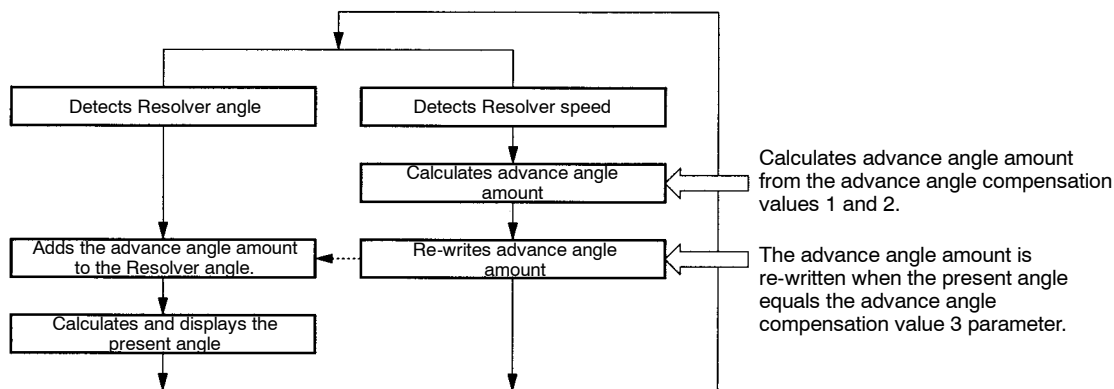 Detects Resolver angle
Detects Resolver speed
Calculates advance angle
amount
Calculates advance angle amount
from the advance angle compensation
values 1 and 2.
Adds the advance angle amount
to the Resolver angle.
Re-writes advance angle
amount
The advance angle amount is
re-written when the present angle
equals the advance angle
compensation value 3 parameter.
Calculates and displays the
present angle